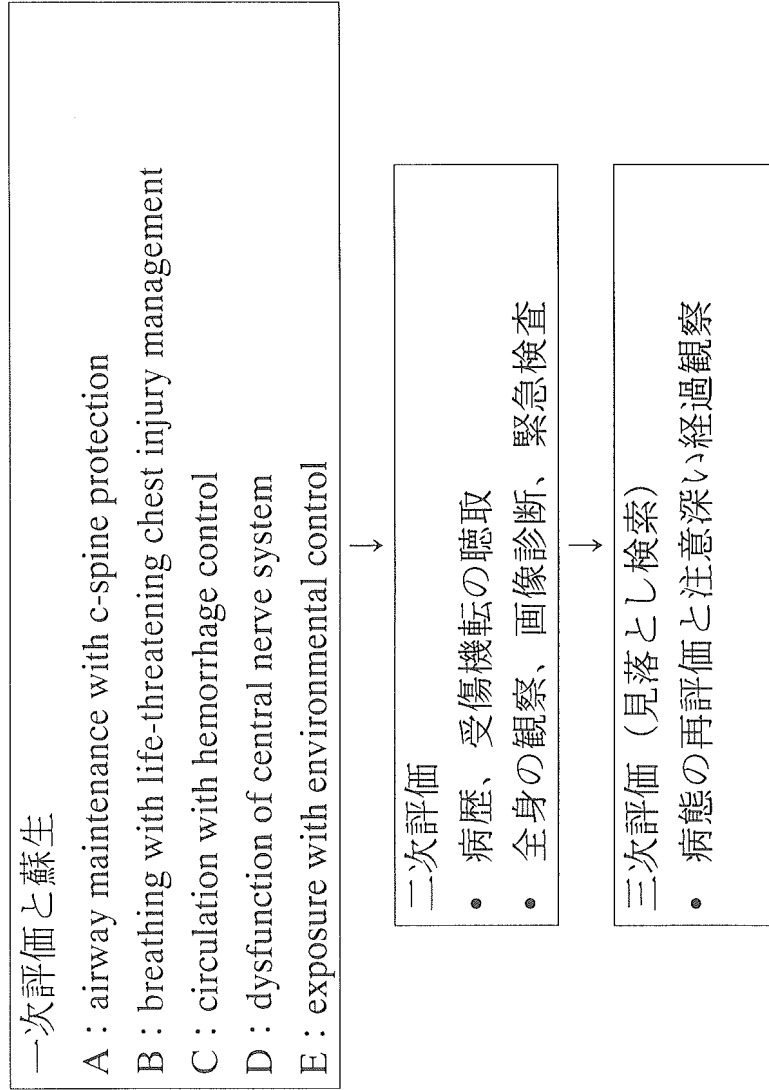 一次評価と蘇生
A：airway maintenance with c-spine protection
B：breathing with life-threatening chest injury management
C：circulation with hemorrhage control
D：dysfunction of central nerve system
E：exposure with environmental control
↓
二次評価
• 病歴、受傷機転の聴取
• 全身の観察、画像診断、緊急検査
↓
三次評価（見落とし検索）
• 病態の再評価と注意深い経過観察